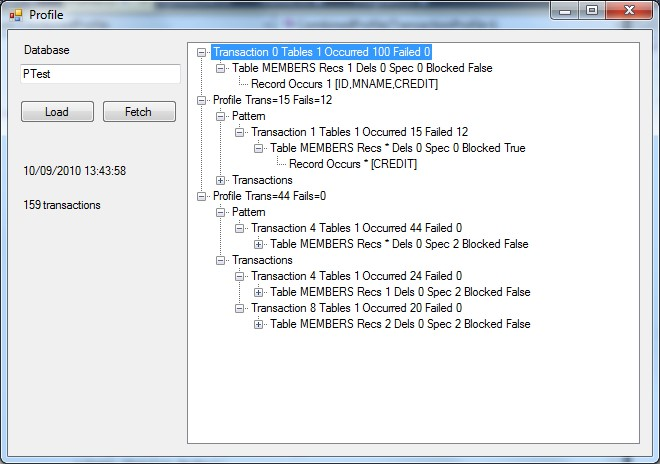 Profile
Database
PTest
Load
Fetch
10/09/2010 13:43:58
159 transactions
Transaction 0 Tables 1 Occurred 100 Failed 0
Table MEMBERS Recs 1 Dels 0 Spec 0 Blocked False
Record Occurs 1 [ID,MNAME,CREDIT]
Profile Trans=15 Fails=12
Pattern
Transaction 1 Tables 1 Occurred 15 Failed 12
Table MEMBERS Recs * Dels 0 Spec 0 Blocked True
Record Occurs * [CREDIT]
Transactions
Profile Trans=44 Fails=0
Pattern
Transaction 4 Tables 1 Occurred 44 Failed 0
Table MEMBERS Recs * Dels 0 Spec 2 Blocked False
Transactions
Transaction 4 Tables 1 Occurred 24 Failed 0
Table MEMBERS Recs 1 Dels 0 Spec 2 Blocked False
Transaction 8 Tables 1 Occurred 20 Failed 0
Table MEMBERS Recs 2 Dels 0 Spec 2 Blocked False